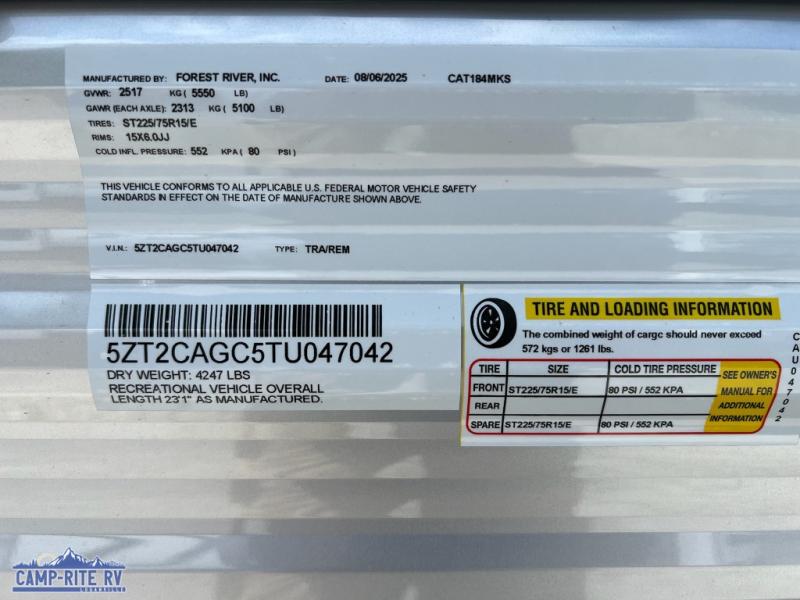 MANUFACTURED BY: FOREST RIVER, INC. DATE: 08/06/2025 CAT184MKS
GVWR: 2517 KG ( 5550 LB)
GAWR (EACH AXLE): 2313 KG ( 5100 LB)
TIRES: ST225/75R15/E
RIMS: 15X6.0JJ
COLD INFL. PRESSURE: 552 KPA ( 80 PSI )
THIS VEHICLE CONFORMS TO ALL APPLICABLE U.S. FEDERAL MOTOR VEHICLE SAFETY
STANDARDS IN EFFECT ON THE DATE OF MANUFACTURE SHOWN ABOVE.
V.I.N.: 5ZT2CAGC5TU047042 TYPE: TRA/REM
5ZT2CAGC5TU047042
DRY WEIGHT: 4247 LBS
RECREATIONAL VEHICLE OVERALL
LENGTH 23'1" AS MANUFACTURED.
TIRE AND LOADING INFORMATION
The combined weight of cargc should never exceed
572 kgs or 1261 lbs.
TIRE SIZE COLD TIRE PRESSURE
FRONT ST225/75R15/E 80 PSI / 552 KPA
REAR
SPARE ST225/75R15/E 80 PSI / 552 KPA
SEE OWNER'S
MANUAL FOR
ADDITIONAL
INFORMATION
CAU047042
CAMP-RITE RV
LOGANVILLE